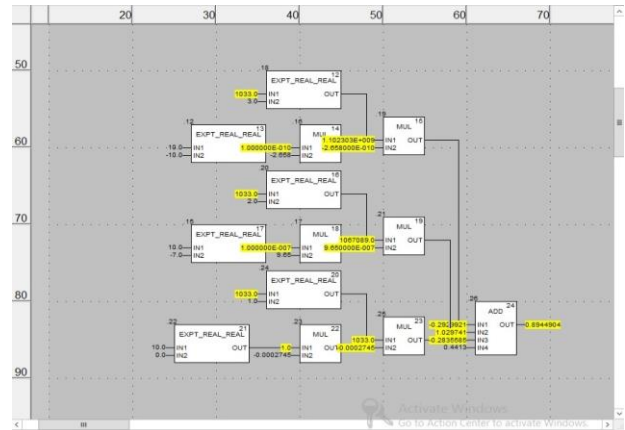 20 30 40 50 60 70
50
18 12
EXPT_REAL_REAL
1033.0 IN1 OUT
3.0 IN2
12 13
EXPT_REAL_REAL
10.0 IN1
-10.0 IN2
16 14
MUL
1.000000E-010 IN1
-2.658 IN2
19 15
MUL
1.102303E+009 IN1 OUT
-2.658000E-010 IN2
60
20 16
EXPT_REAL_REAL
1033.0 IN1 OUT
2.0 IN2
70
16 17
EXPT_REAL_REAL
10.0 IN1
-7.0 IN2
17 18
MUL
1.000000E-007 IN1
9.65 IN2
21 19
MUL
1067089.0 IN1 OUT
9.650000E-007 IN2
24 20
EXPT_REAL_REAL
1033.0 IN1 OUT
1.0 IN2
80
22 21
EXPT_REAL_REAL
10.0 IN1 OUT
0.0 IN2
23 22
MUL
1.0 IN1
-0.0002745 IN2
25 23
MUL
1033.0 IN1 OUT
-0.0002745 IN2
26 24
ADD
-0.2929921 IN1 OUT 0.8944904
1.029741 IN2
-0.2835585 IN3
0.4413 IN4
90
Activate Windows
Go to Action Center to activate Windows.